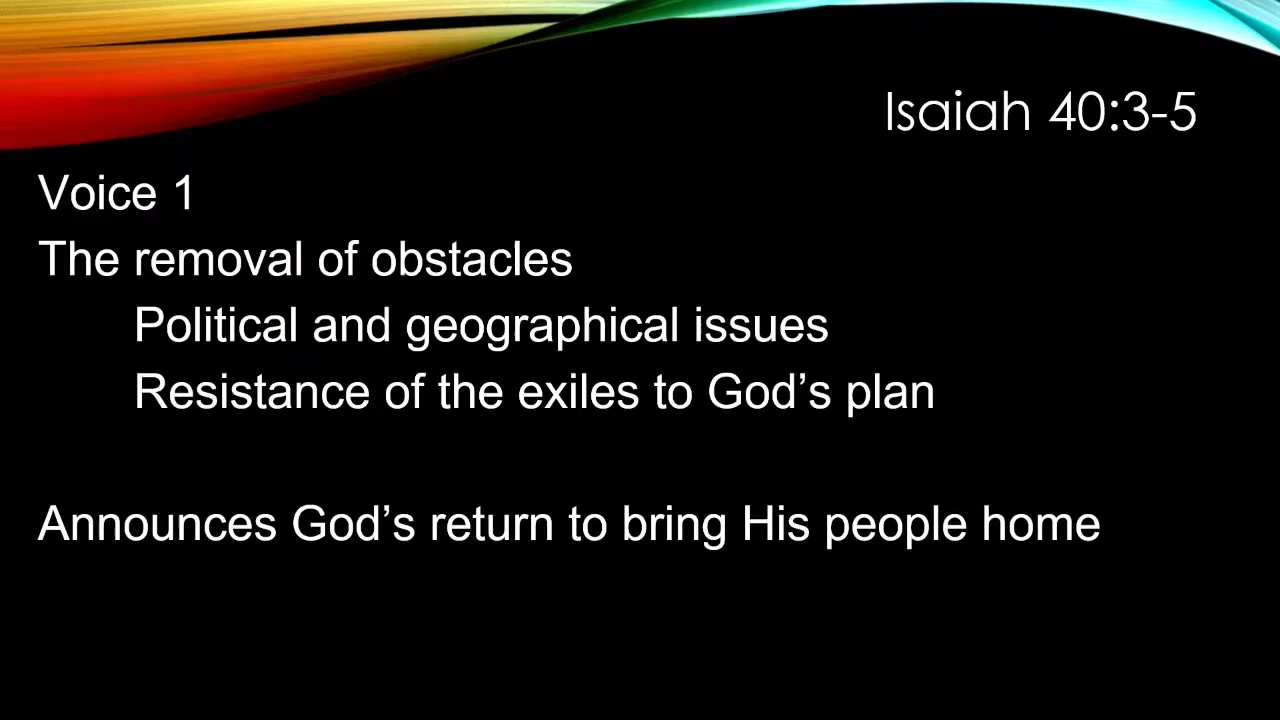 Isaiah 40:3-5
Voice 1
The removal of obstacles
Political and geographical issues
Resistance of the exiles to God’s plan
Announces God’s return to bring His people home